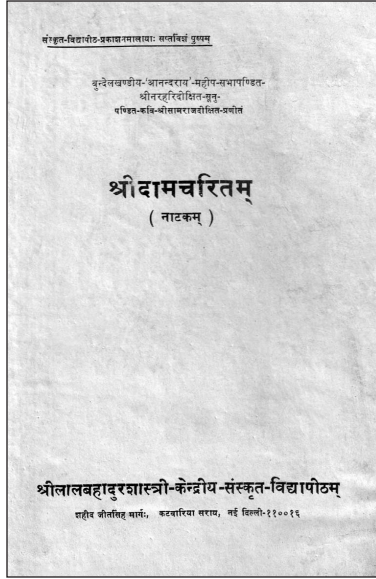 संस्कृत-विद्यापीठ-प्रकाशनमालायाः सप्तविंशं पुष्पम्
बुन्देलखण्डीय-'आनन्दराय'-महीप-सभापण्डित-
श्रीनरहरिदीक्षित-सूनु-
पण्डित-कवि-श्रीसामराजदीक्षित-प्रणीतं
श्रीदामचरितम्
( नाटकम् )
श्रीलालबहादुरशास्त्री-केन्द्रीय-संस्कृत-विद्यापीठम्
शहीद जीतसिंह मार्गः, कटवारिया सराय, नई दिल्ली-११००१६